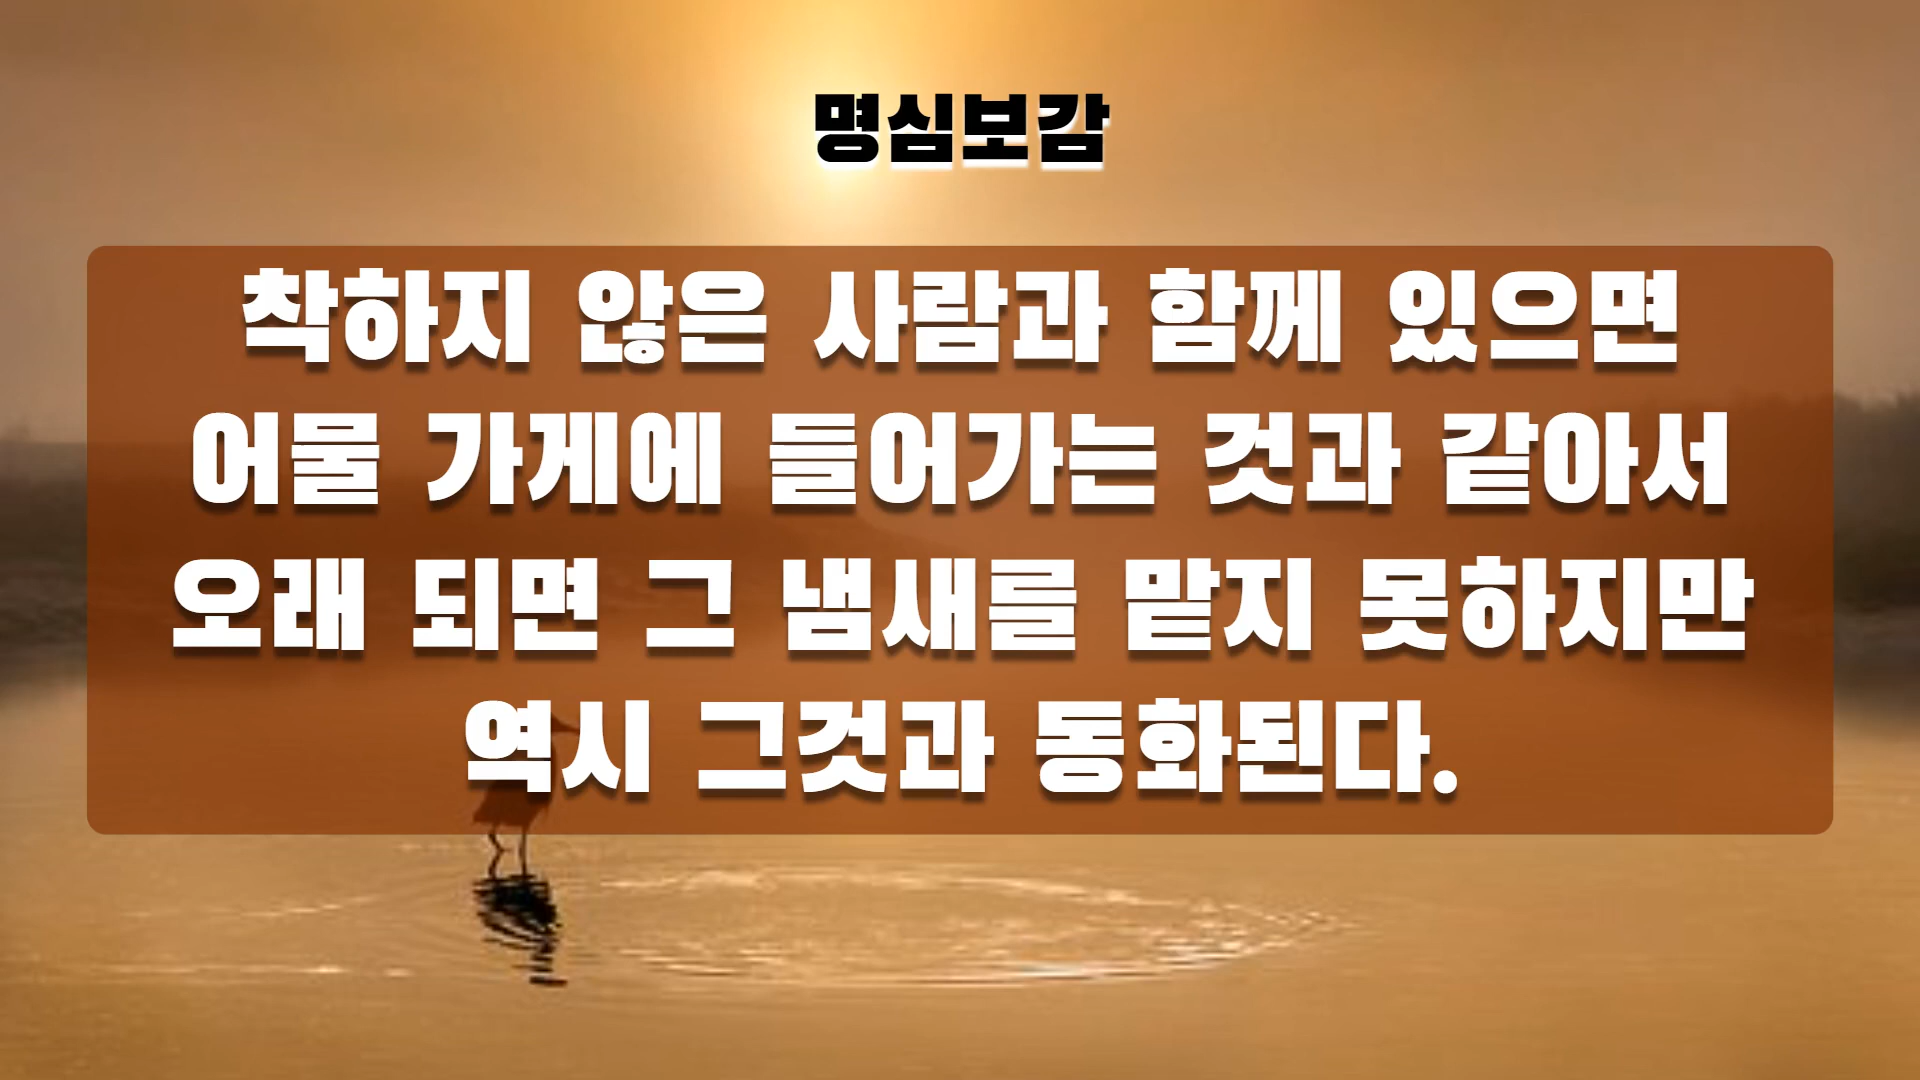 명심보감
착하지 않은 사람과 함께 있으면
어물 가게에 들어가는 것과 같아서
오래 되면 그 냄새를 맡지 못하지만
역시 그것과 동화된다.